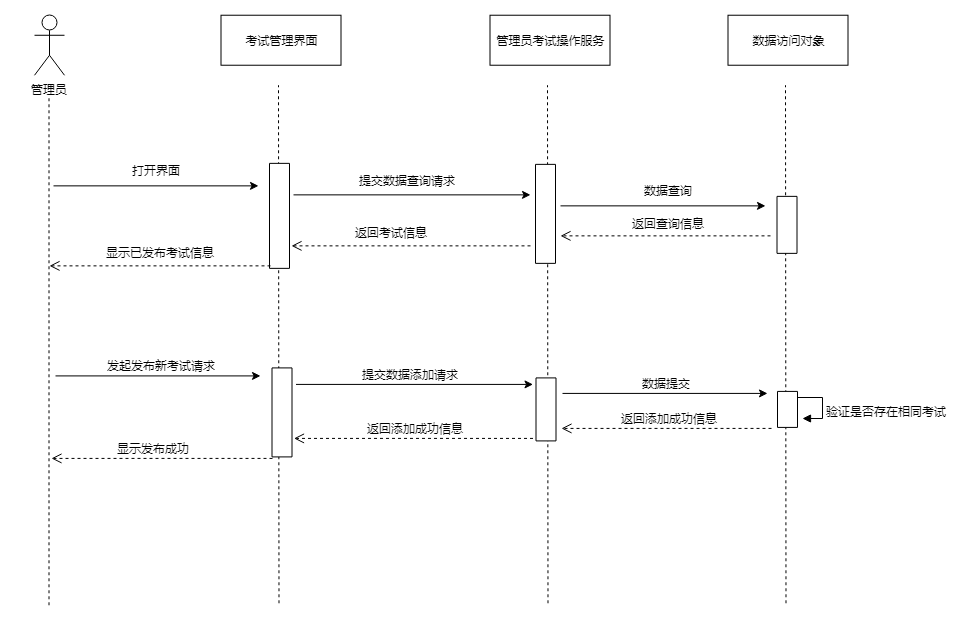 考试管理界面
管理员考试操作服务
数据访问对象
管理员
打开界面
提交数据查询请求
数据查询
返回查询信息
返回考试信息
显示已发布考试信息
发起发布新考试请求
提交数据添加请求
数据提交
验证是否存在相同考试
返回添加成功信息
返回添加成功信息
显示发布成功